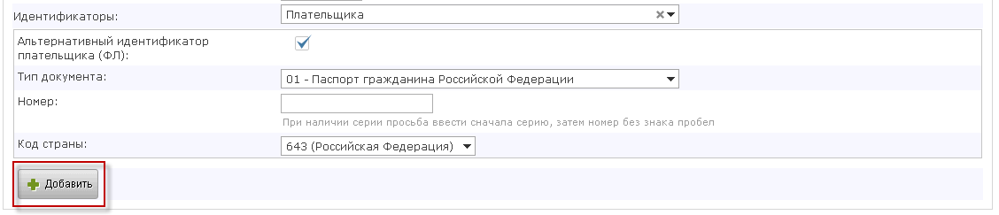 Идентификаторы: Плательщика
Альтернативный идентификатор
плательщика (ФЛ):
Тип документа: 01 - Паспорт гражданина Российской Федерации
Номер:
При наличии серии просьба ввести сначала серию, затем номер без знака пробел
Код страны: 643 (Российская Федерация)
Добавить